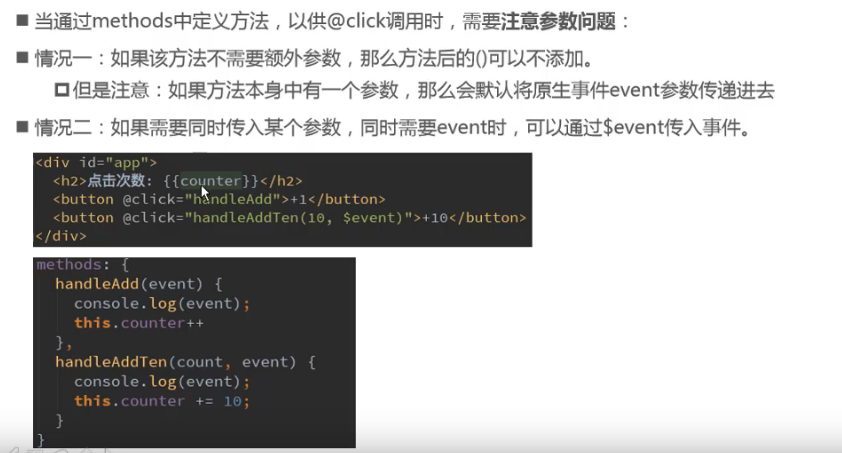 当通过methods中定义方法，以供@click调用时，需要注意参数问题：
情况一：如果该方法不需要额外参数，那么方法后的()可以不添加。
但是注意：如果方法本身中有一个参数，那么会默认将原生事件event参数传递进去
情况二：如果需要同时传入某个参数，同时需要event时，可以通过$event传入事件。
<div id="app">
<h2>点击次数: {{counter}}</h2>
<button @click="handleAdd">+1</button>
<button @click="handleAddTen(10, $event)">+10</button>
</div>
methods: {
handleAdd(event) {
console.log(event);
this.counter++
},
handleAddTen(count, event) {
console.log(event);
this.counter += 10;
}
}